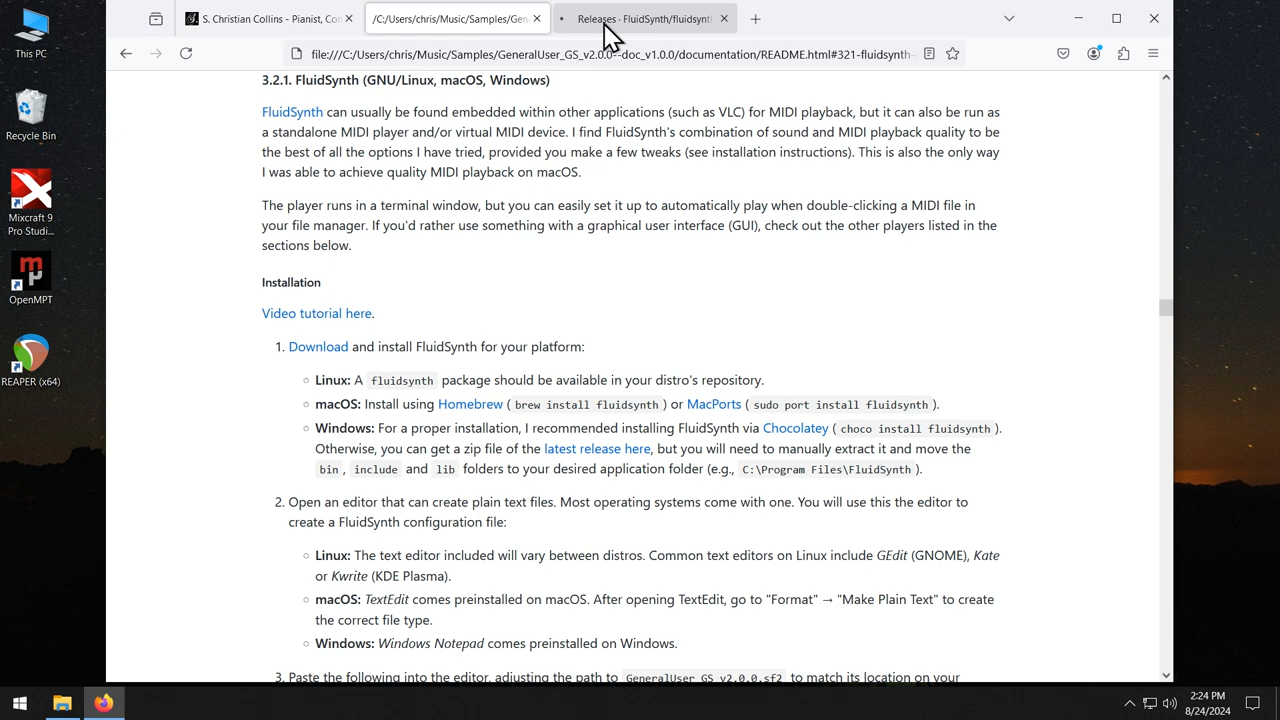 This PC
Recycle Bin
Mixcraft 9
Pro Studi...
OpenMPT
REAPER (x64)
S. Christian Collins - Pianist, Con
/C:/Users/chris/Music/Samples/Gene
Releases · FluidSynth/fluidsynth
file:///C:/Users/chris/Music/Samples/GeneralUser_GS_v2.0.0--doc_v1.0.0/documentation/README.html#321-fluidsynth-
3.2.1. FluidSynth (GNU/Linux, macOS, Windows)
FluidSynth can usually be found embedded within other applications (such as VLC) for MIDI playback, but it can also be run as
a standalone MIDI player and/or virtual MIDI device. I find FluidSynth's combination of sound and MIDI playback quality to be
the best of all the options I have tried, provided you make a few tweaks (see installation instructions). This is also the only way
I was able to achieve quality MIDI playback on macOS.
The player runs in a terminal window, but you can easily set it up to automatically play when double-clicking a MIDI file in
your file manager. If you'd rather use something with a graphical user interface (GUI), check out the other players listed in the
sections below.
Installation
Video tutorial here.
1. Download and install FluidSynth for your platform:
Linux: A fluidsynth package should be available in your distro's repository.
macOS: Install using Homebrew ( brew install fluidsynth ) or MacPorts ( sudo port install fluidsynth ).
Windows: For a proper installation, I recommended installing FluidSynth via Chocolatey ( choco install fluidsynth ).
Otherwise, you can get a zip file of the latest release here, but you will need to manually extract it and move the
bin , include and lib folders to your desired application folder (e.g., C:\Program Files\FluidSynth ).
2. Open an editor that can create plain text files. Most operating systems come with one. You will use this the editor to
create a FluidSynth configuration file:
Linux: The text editor included will vary between distros. Common text editors on Linux include GEdit (GNOME), Kate
or Kwrite (KDE Plasma).
macOS: TextEdit comes preinstalled on macOS. After opening TextEdit, go to "Format" → "Make Plain Text" to create
the correct file type.
Windows: Windows Notepad comes preinstalled on Windows.
3. Paste the following into the editor, adjusting the path to GeneralUser GS v2.0.0.sf2 to match its location on your
2:24 PM
8/24/2024